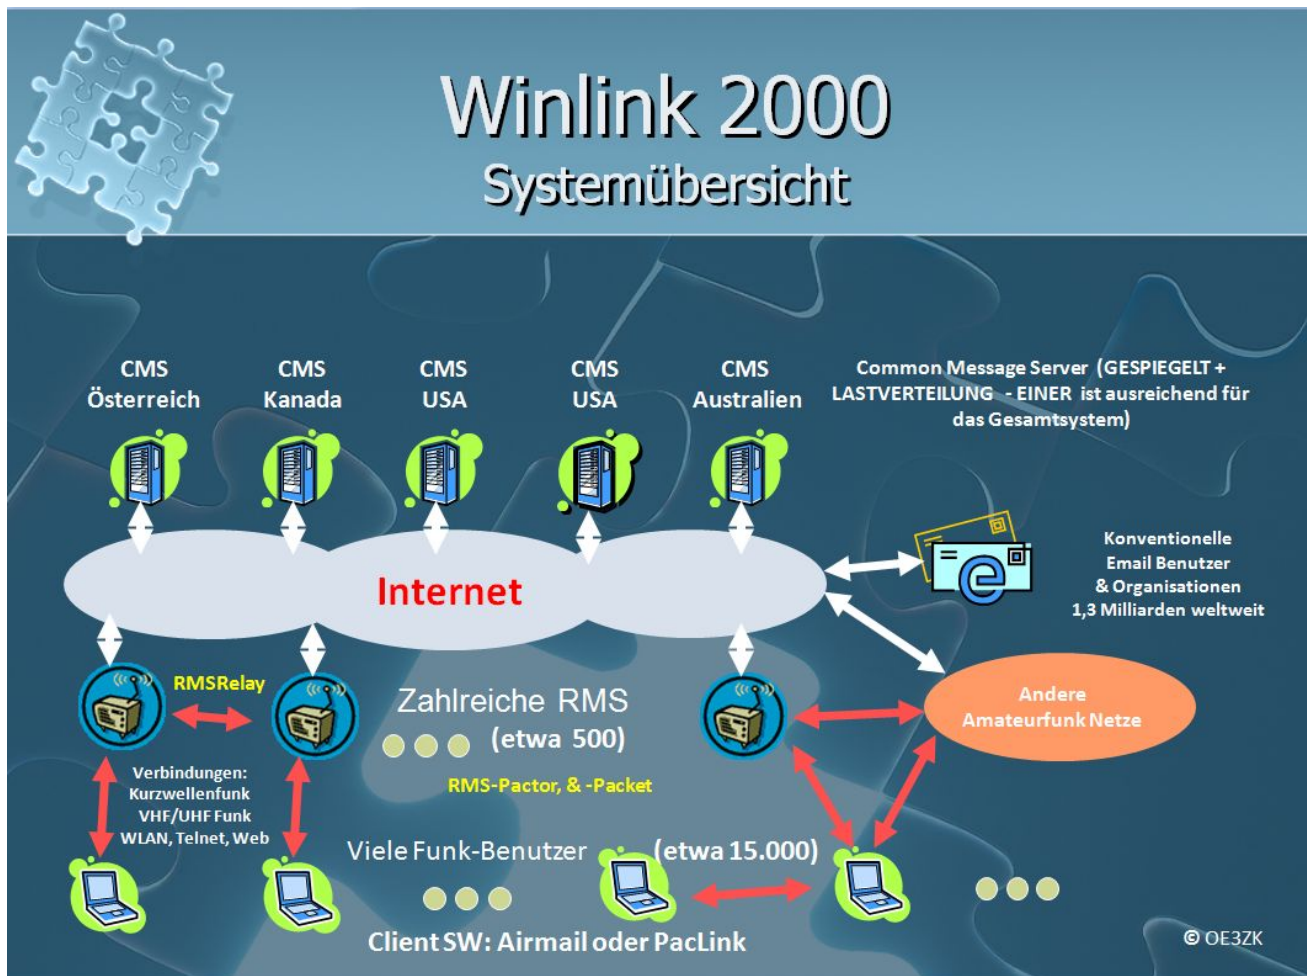 Winlink 2000
Systemübersicht
CMS
Österreich
CMS
Kanada
CMS
USA
CMS
USA
CMS
Australien
Common Message Server (GESPIEGELT +
LASTVERTEILUNG - EINER ist ausreichend für
das Gesamtsystem)
Internet
Konventionelle
Email Benutzer
& Organisationen
1,3 Milliarden weltweit
RMSRelay
Zahlreiche RMS
(etwa 500)
RMS-Pactor, & -Packet
Andere
Amateurfunk Netze
Verbindungen:
Kurzwellenfunk
VHF/UHF Funk
WLAN, Telnet, Web
Viele Funk-Benutzer (etwa 15.000)
Client SW: Airmail oder PacLink
© OE3ZK